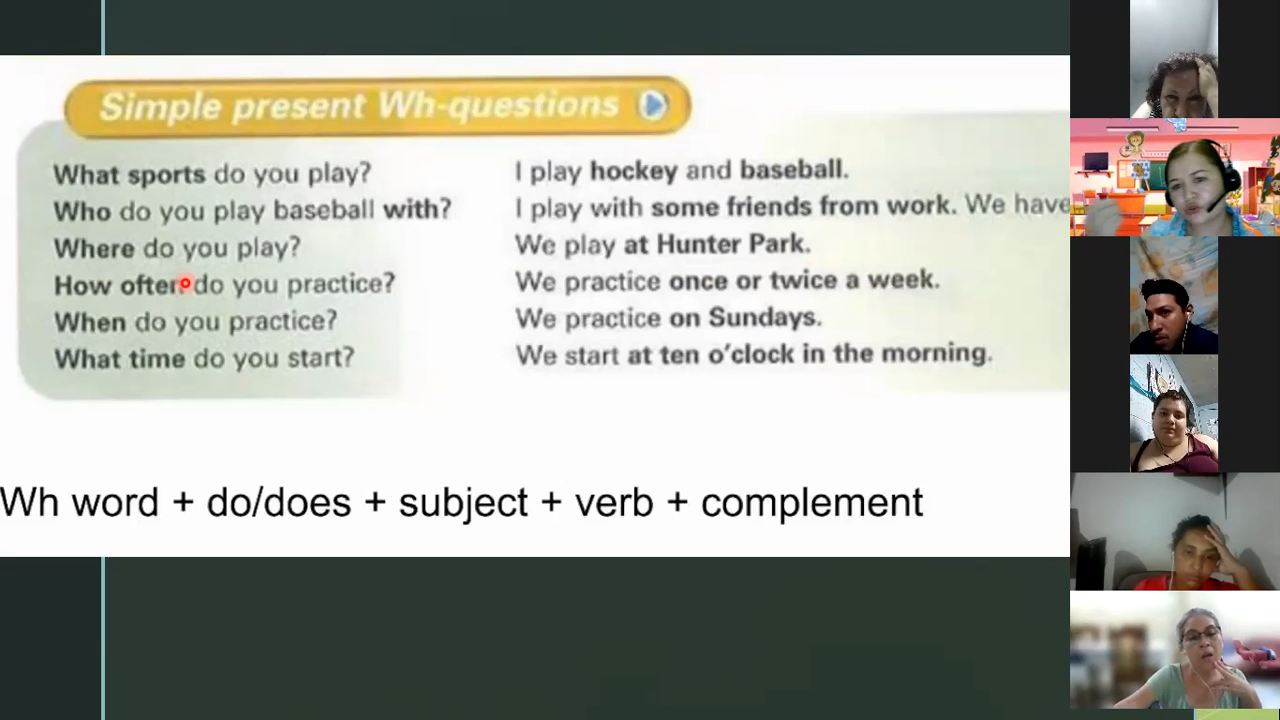 Simple present Wh-questions
What sports do you play? I play hockey and baseball.
Who do you play baseball with? I play with some friends from work. We have
Where do you play? We play at Hunter Park.
How often do you practice? We practice once or twice a week.
When do you practice? We practice on Sundays.
What time do you start? We start at ten o'clock in the morning.
Wh word + do/does + subject + verb + complement